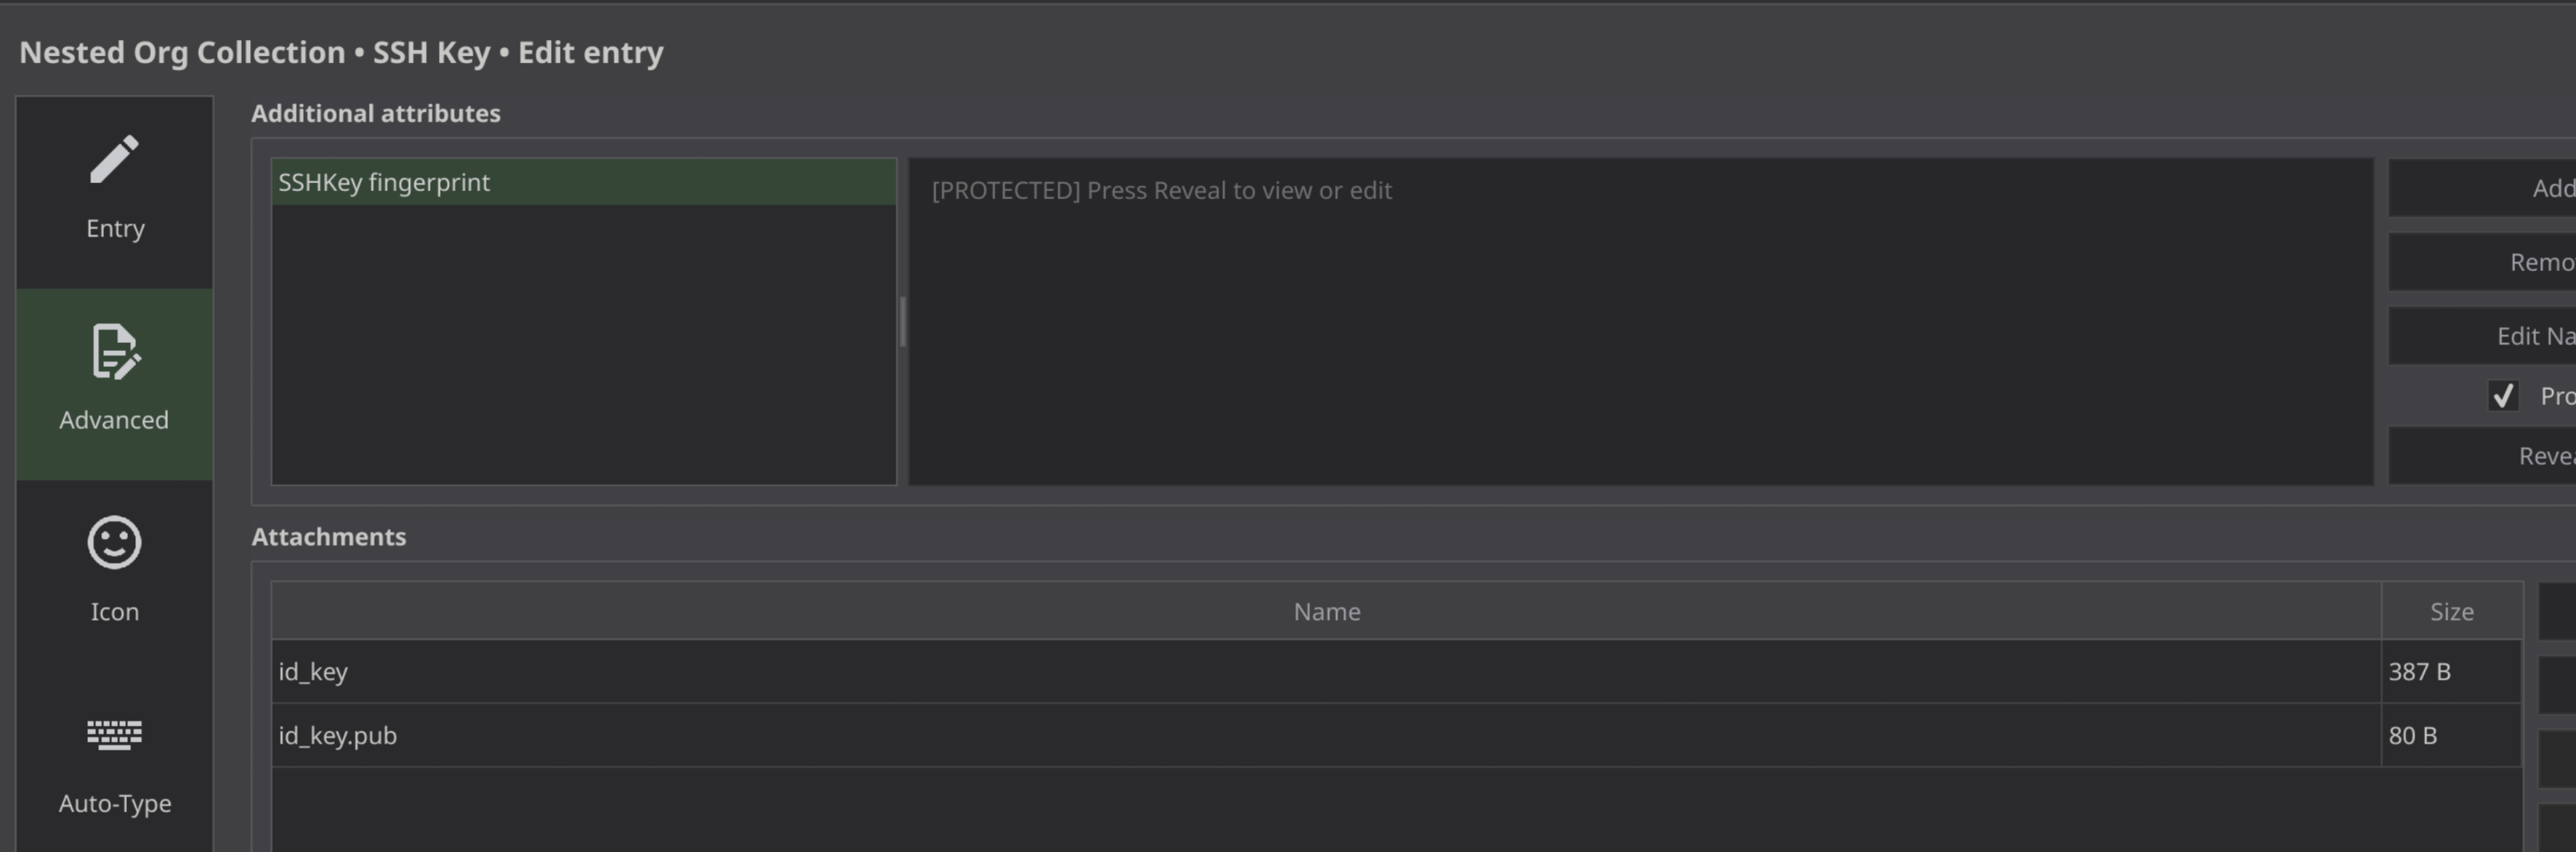 Nested Org Collection • SSH Key • Edit entry
Entry
Advanced
Icon
Auto-Type
Additional attributes
SSHKey fingerprint
[PROTECTED] Press Reveal to view or edit
Add
Remo
Edit Na
Pro
Revea
Attachments
Name Size
id_key 387 B
id_key.pub 80 B